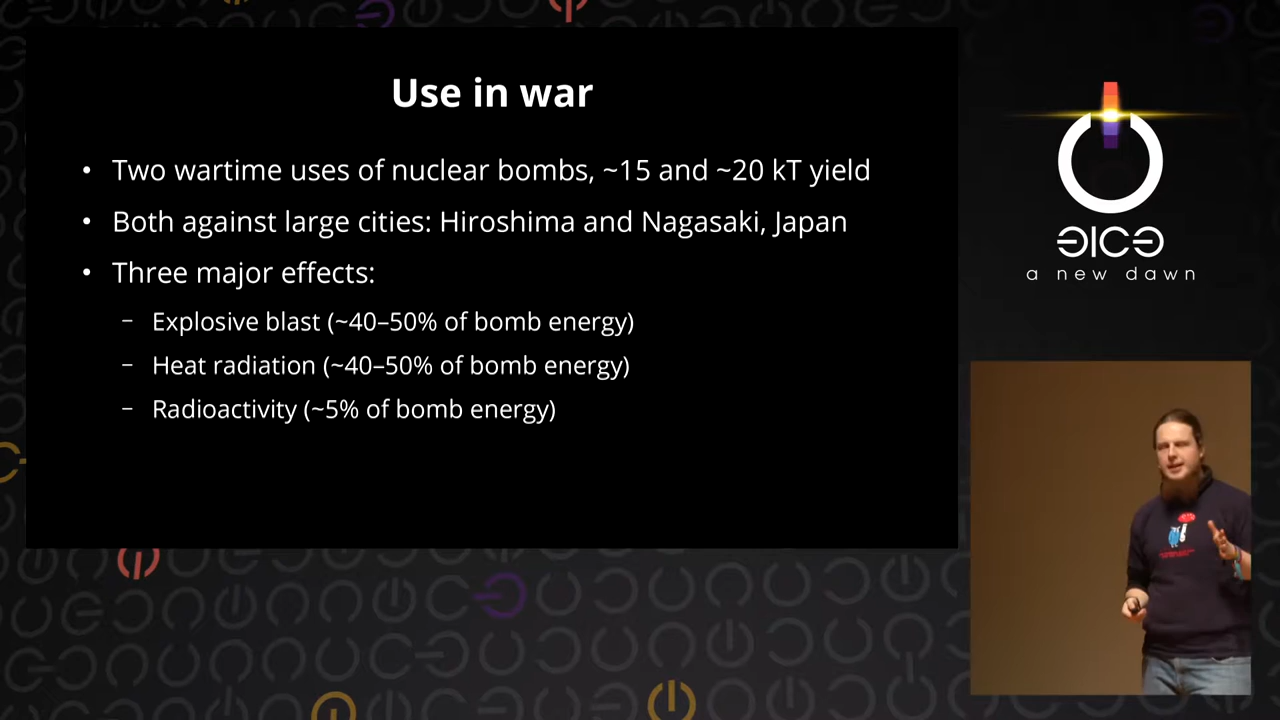 Use in war
• Two wartime uses of nuclear bombs, ~15 and ~20 kT yield
• Both against large cities: Hiroshima and Nagasaki, Japan
• Three major effects:
– Explosive blast (~40–50% of bomb energy)
– Heat radiation (~40–50% of bomb energy)
– Radioactivity (~5% of bomb energy)
a new dawn